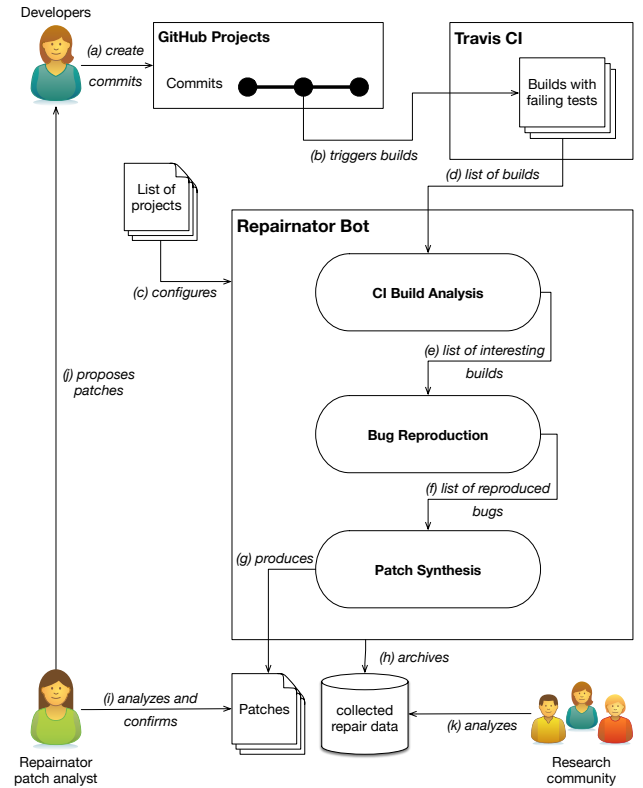 Developers
(a) create
commits
GitHub Projects
Commits
Travis CI
Builds with
failing tests
(b) triggers builds
(d) list of builds
List of
projects
(c) configures
Repairnator Bot
CI Build Analysis
(e) list of interesting
builds
(j) proposes
patches
Bug Reproduction
(f) list of reproduced
bugs
(g) produces
Patch Synthesis
(h) archives
(i) analyzes and
confirms
Patches
collected
repair data
(k) analyzes
Repairnator
patch analyst
Research
community